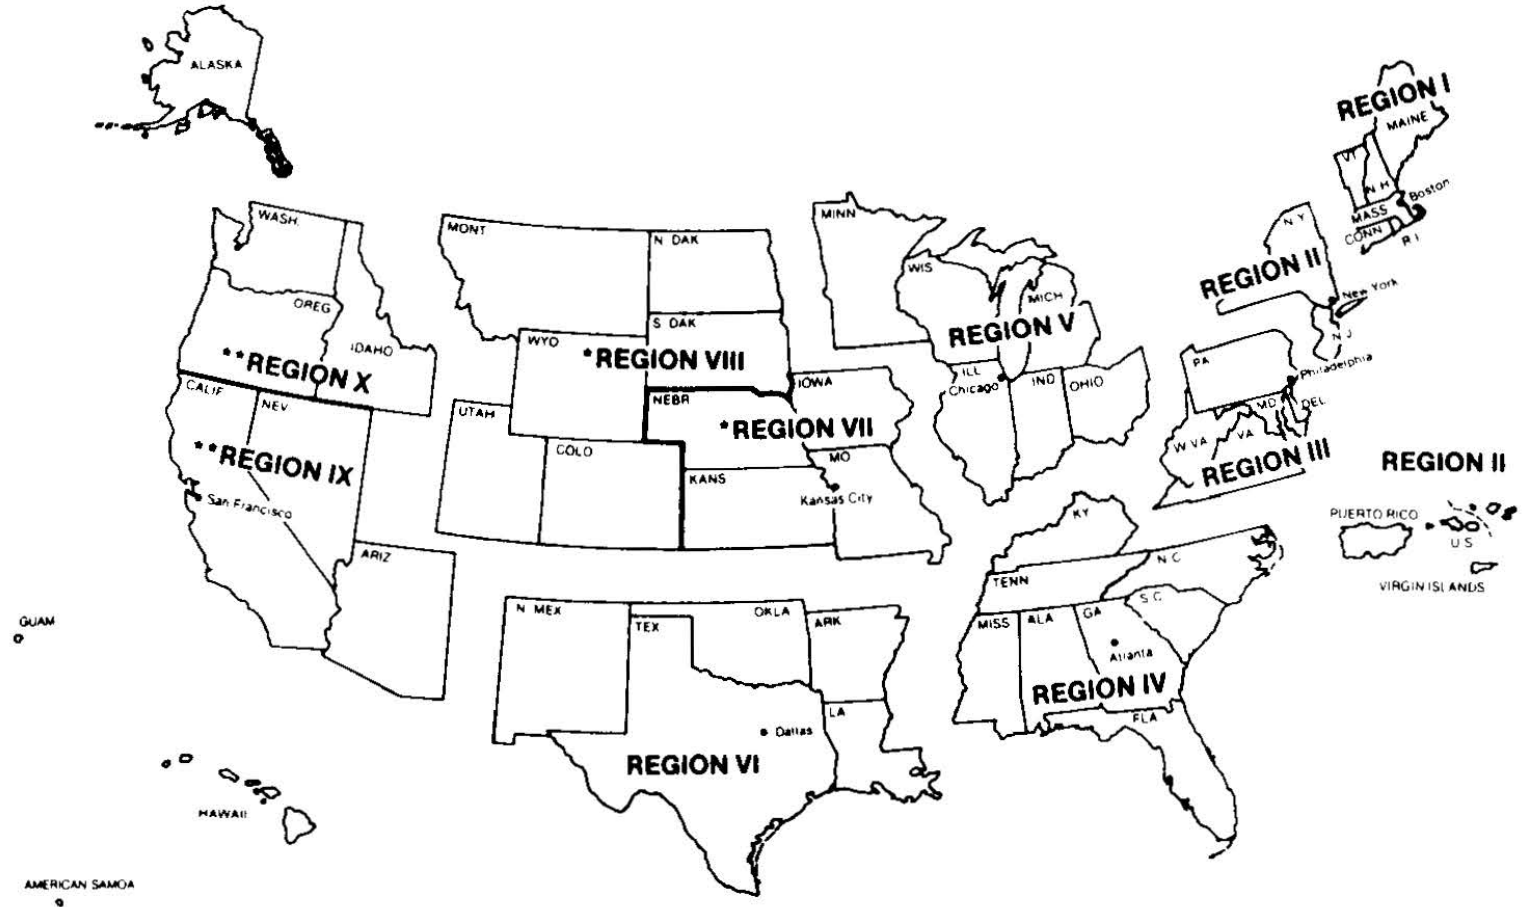 ALASKA
REGION I
MAINE
VT
N H
Boston
MASS
CONN
R I
WASH.
MONT
N DAK
MINN
N Y
WIS
REGION II
MICH
New York
OREG
S DAK
REGION V
N J
WYO
IDAHO
*REGION VIII
PA
Philadelphia
**REGION X
ILL
IND
OHIO
Chicago
IOWA
CALIF
NEV
UTAH
NEBR
MD
DEL
*REGION VII
W VA
VA
**REGION IX
COLO
MO
REGION III
REGION II
KANS
Kansas City
San Francisco
KY
PUERTO RICO
U S
VIRGIN ISLANDS
ARIZ
N C
TENN
S C
N MEX
OKLA
TEX
ARK
MISS
ALA
GA
GUAM
Atlanta
REGION IV
LA
FLA
Dallas
REGION VI
HAWAII
AMERICAN SAMOA